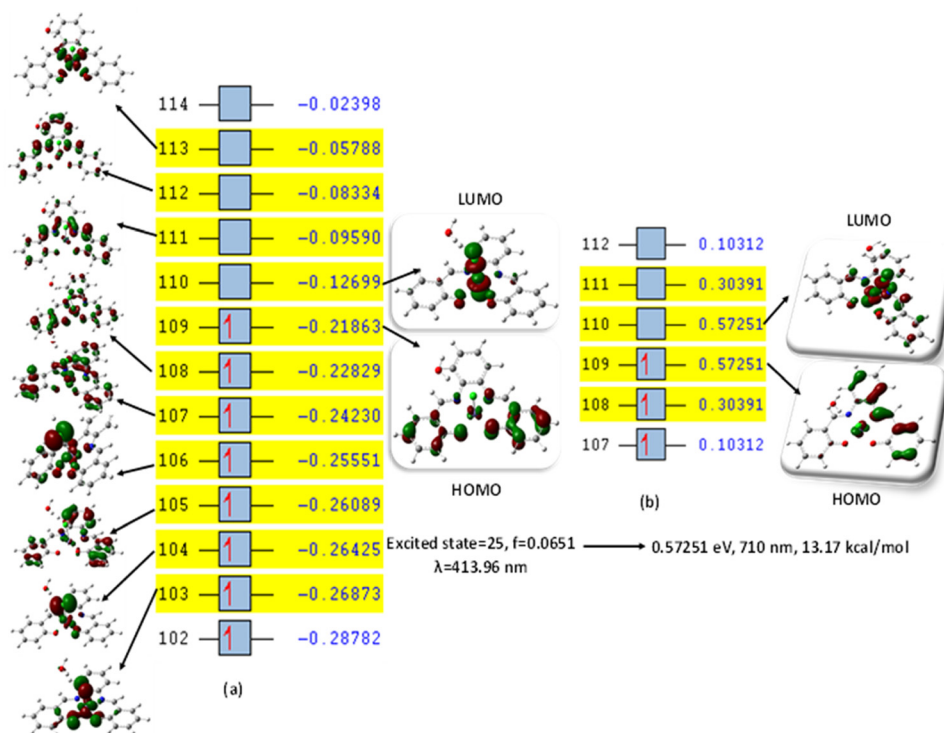 114 -0.02398
113 -0.05788
112 -0.08334
111 -0.09590
110 -0.12699
109 -0.21863
108 -0.22829
107 -0.24230
106 -0.25551
105 -0.26089
104 -0.26425
103 -0.26873
102 -0.28782
(a)
LUMO
HOMO
LUMO
112 0.10312
111 0.30391
110 0.57251
109 0.57251
108 0.30391
107 0.10312
(b)
HOMO
Excited state=25, f=0.0651
λ=413.96 nm
0.57251 eV, 710 nm, 13.17 kcal/mol